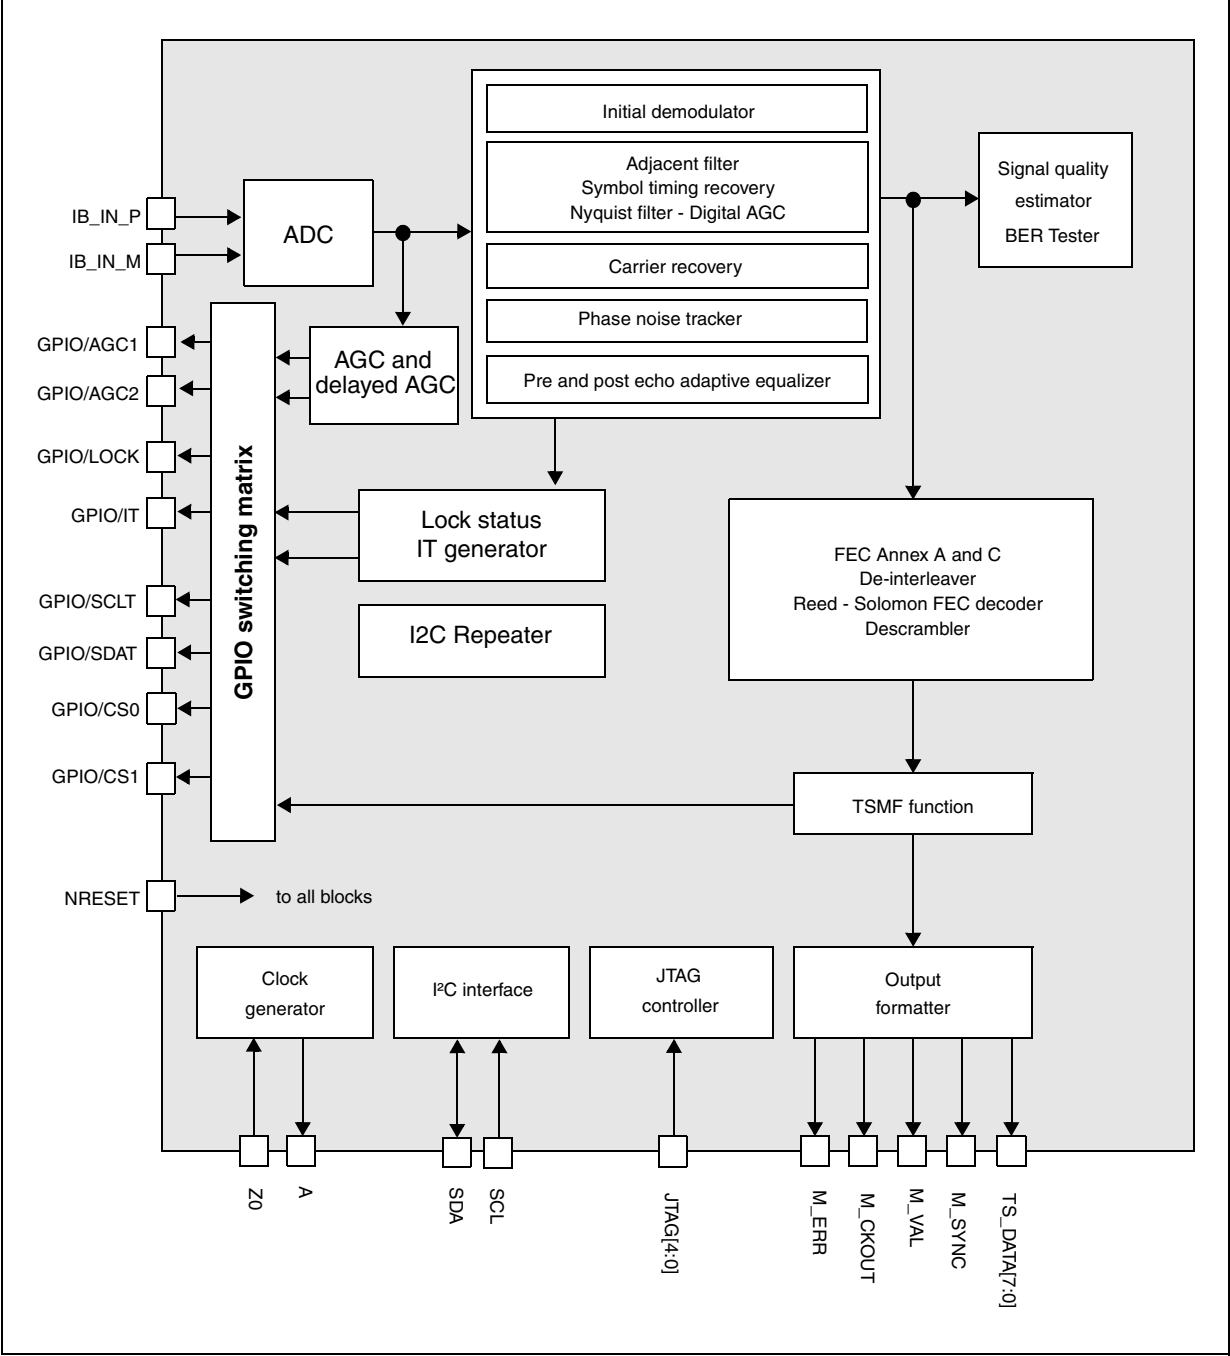 Initial demodulator
Adjacent filter
Symbol timing recovery
Nyquist filter - Digital AGC
Carrier recovery
Phase noise tracker
Pre and post echo adaptive equalizer
Signal quality
estimator
BER Tester
IB_IN_P
IB_IN_M
ADC
GPIO/AGC1
GPIO/AGC2
GPIO/LOCK
GPIO/IT
GPIO/SCLT
GPIO/SDAT
GPIO/CS0
GPIO/CS1
GPIO switching matrix
AGC and
delayed AGC
Lock status
IT generator
I2C Repeater
FEC Annex A and C
De-interleaver
Reed - Solomon FEC decoder
Descrambler
TSMF function
NRESET
to all blocks
Clock
generator
I²C interface
JTAG
controller
Output
formatter
Z0
A
SDA
SCL
JTAG[4:0]
M_ERR
M_CKOUT
M_VAL
M_SYNC
TS_DATA[7:0]